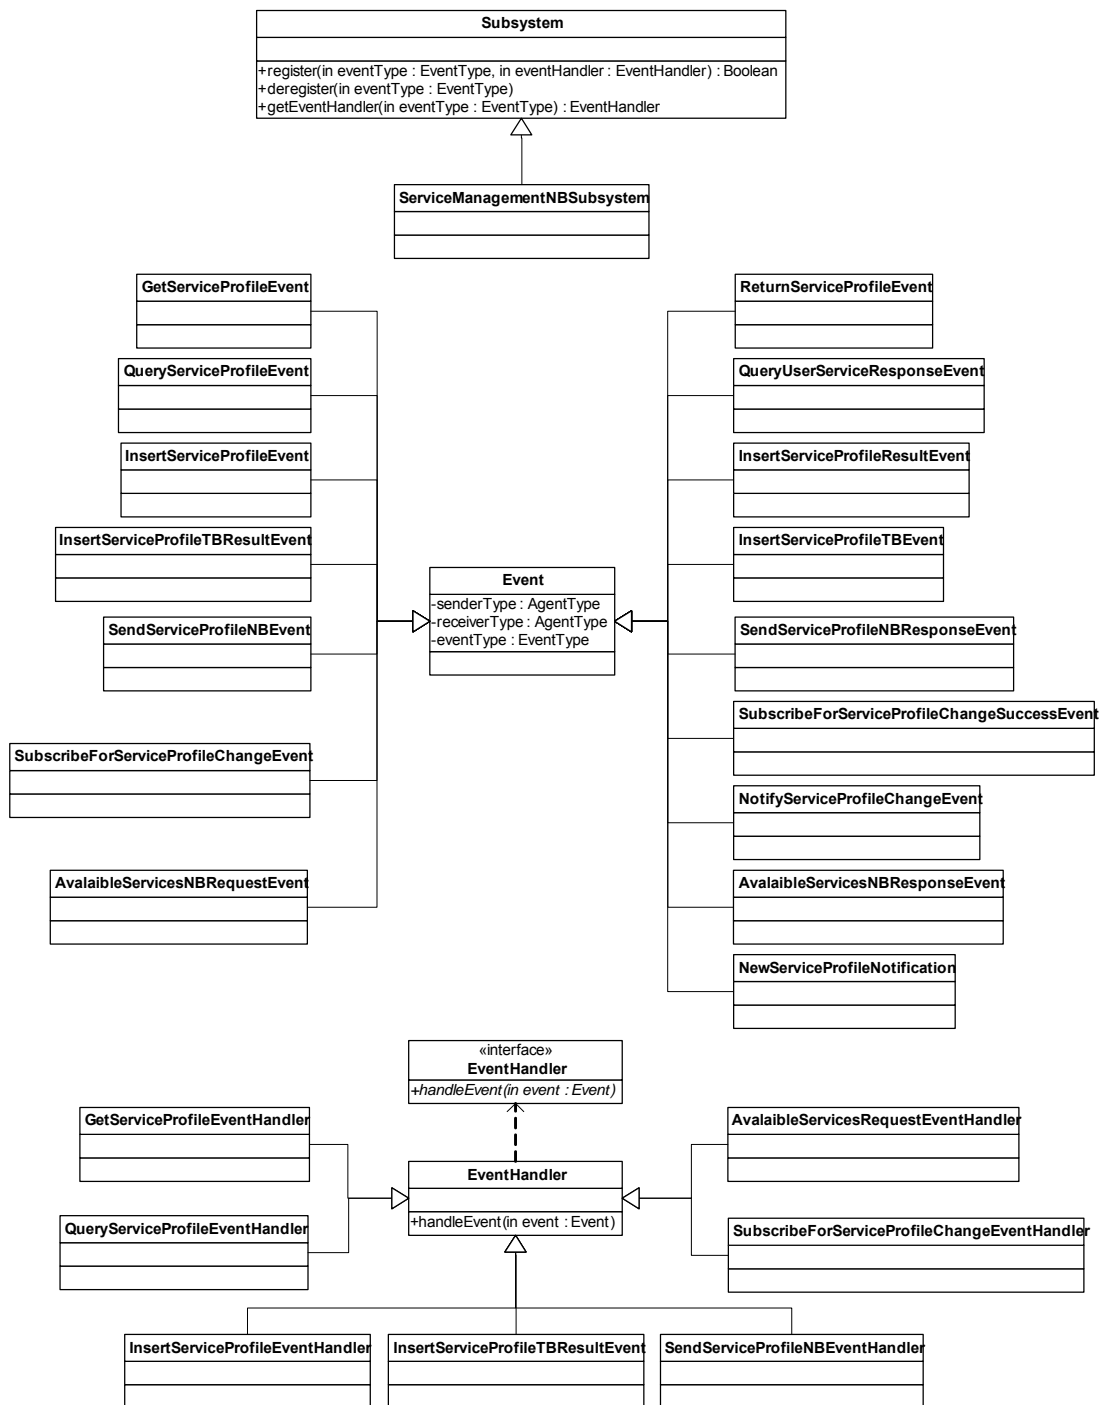 Subsystem
+register(in eventType : EventType, in eventHandler : EventHandler) : Boolean
+deregister(in eventType : EventType)
+getEventHandler(in eventType : EventType) : EventHandler
ServiceManagementNBSubsystem
GetServiceProfileEvent
ReturnServiceProfileEvent
QueryServiceProfileEvent
QueryUserServiceResponseEvent
InsertServiceProfileEvent
InsertServiceProfileResultEvent
InsertServiceProfileTBResultEvent
InsertServiceProfileTBEvent
Event
-senderType : AgentType
-receiverType : AgentType
-eventType : EventType
SendServiceProfileNBEvent
SendServiceProfileNBResponseEvent
SubscribeForServiceProfileChangeSuccessEvent
SubscribeForServiceProfileChangeEvent
NotifyServiceProfileChangeEvent
AvalaibleServicesNBRequestEvent
AvalaibleServicesNBResponseEvent
NewServiceProfileNotification
«interface»
EventHandler
+handleEvent(in event : Event)
GetServiceProfileEventHandler
AvalaibleServicesRequestEventHandler
EventHandler
+handleEvent(in event : Event)
QueryServiceProfileEventHandler
SubscribeForServiceProfileChangeEventHandler
InsertServiceProfileEventHandler
InsertServiceProfileTBResultEvent
SendServiceProfileNBEventHandler